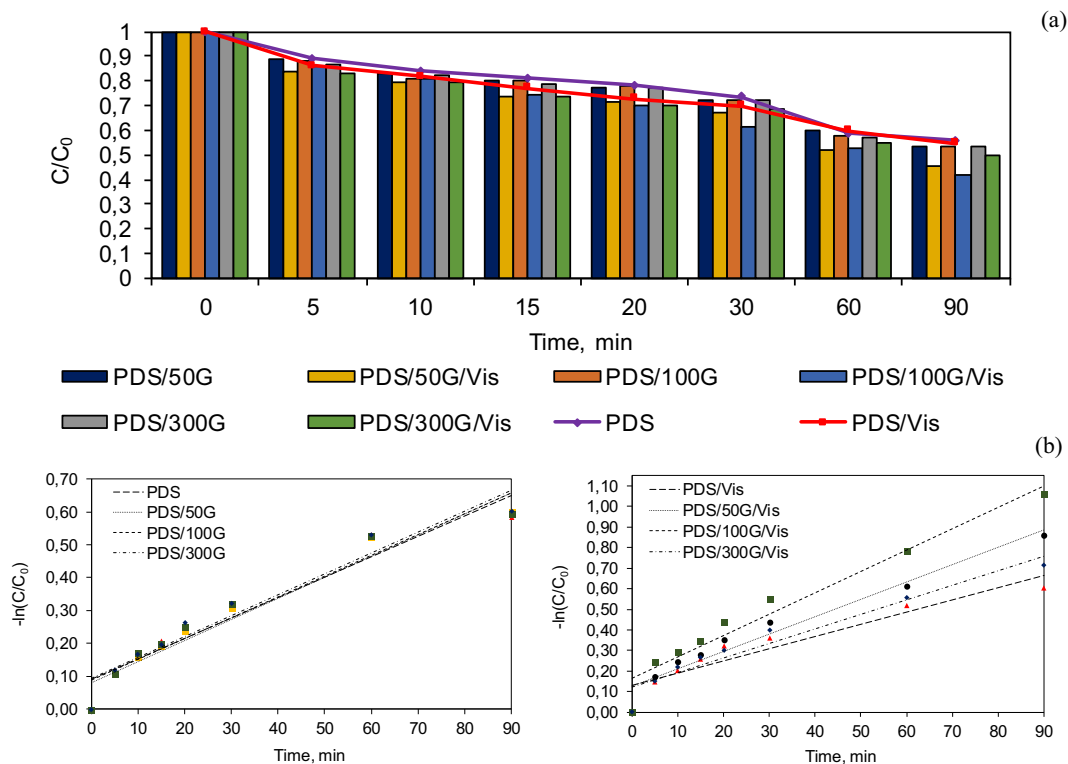 (a)
1
0,9
0,8
0,7
0,6
0,5
0,4
0,3
0,2
0,1
0
C/C0
0 5 10 15 20 30 60 90
Time, min
PDS/50G PDS/50G/Vis PDS/100G PDS/100G/Vis
PDS/300G PDS/300G/Vis PDS PDS/Vis
(b)
0,70
0,60
0,50
0,40
0,30
0,20
0,10
0,00
-ln(C/C0)
PDS
PDS/50G
PDS/100G
PDS/300G
0 10 20 30 40 50 60 70 80 90
Time, min
1,10
1,00
0,90
0,80
0,70
0,60
0,50
0,40
0,30
0,20
0,10
0,00
-ln(C/C0)
PDS/Vis
PDS/50G/Vis
PDS/100G/Vis
PDS/300G/Vis
0 10 20 30 40 50 60 70 80 90
Time, min